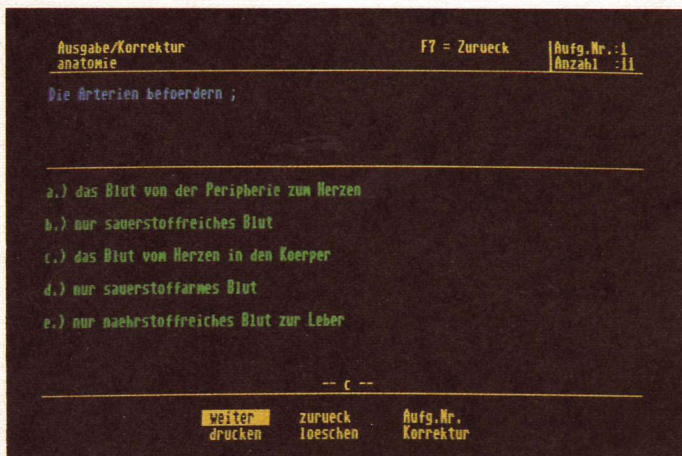 Ausgabe/Korrektur F7 = Zurueck Aufg.Nr.:1
anatomie Anzahl :11
Die Arterien befoerdern ;
a.) das Blut von der Peripherie zum Herzen
b.) nur sauerstoffreiches Blut
c.) das Blut vom Herzen in den Koerper
d.) nur sauerstoffarmes Blut
e.) nur naehrstoffreiches Blut zur Leber
-- c --
weiter zurueck Aufg.Nr.
drucken loeschen Korrektur